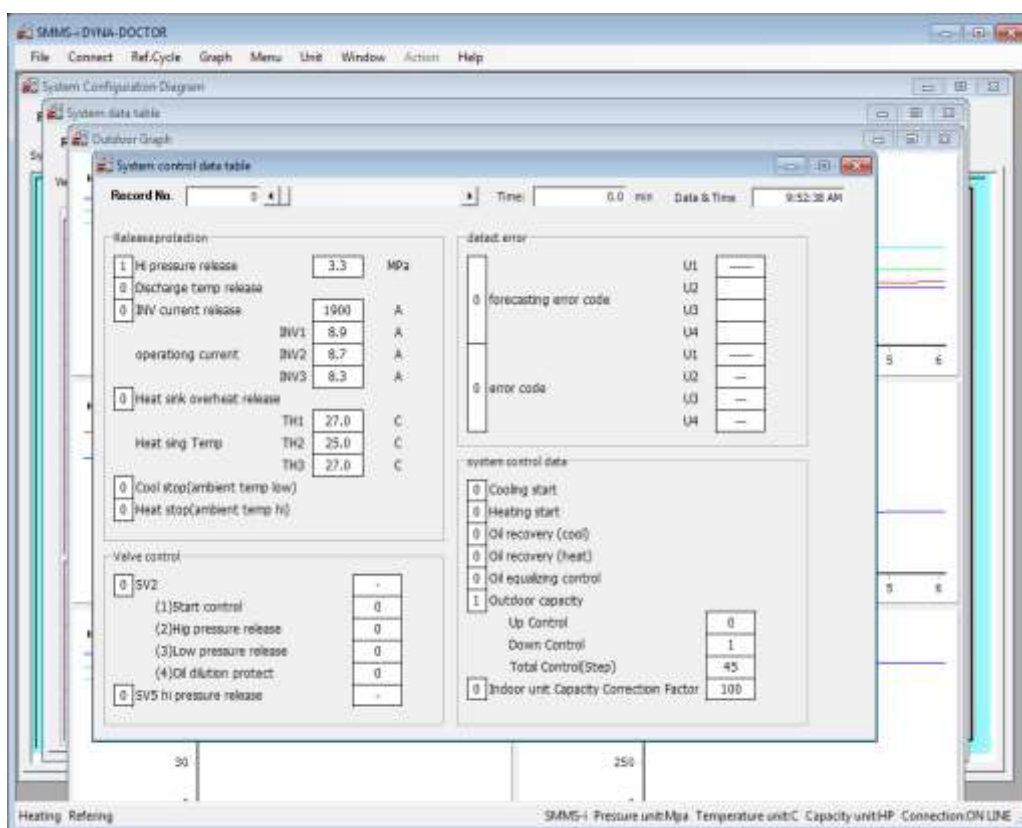 SMMS-i DYNA-DOCTOR
File Connect Ref.Cycle Graph Menu Unit Window Action Help
System Configuration Diagram
System data table
Outdoor Graph
System control data table
Record No. 0 Time: 0.0 min Data & Time 9:52:38 AM
Releaseprotection
1 Hi pressure release 3.3 MPa
0 Discharge temp release
0 INV current release 1900 A
INV1 8.9 A
operationg current INV2 8.7 A
INV3 8.3 A
0 Heat sink overheat release
TH1 27.0 C
Heat sing Temp TH2 25.0 C
TH3 27.0 C
0 Cool stop(ambient temp low)
0 Heat stop(ambient temp hi)
Valve control
0 SV2 -
(1)Start control 0
(2)Hig pressure release 0
(3)Low pressure release 0
(4)Oil dilution protect 0
0 SV5 hi pressure release -
detect error
U1 -----
U2
0 forecasting error code
U3
U4
U1 -----
U2 ---
0 error code
U3 ---
U4 ---
system control data
0 Cooling start
0 Heating start
0 Oil recovery (cool)
0 Oil recovery (heat)
0 Oil equalizing control
1 Outdoor capacity
Up Control 0
Down Control 1
Total Control(Step) 45
0 Indoor unit Capacity Correction Factor 100
5 6
5 6
30 250
Heating Refering SMMS-i Pressure unit:Mpa Temperature unit:C Capacity unit:HP Connection:ON LINE